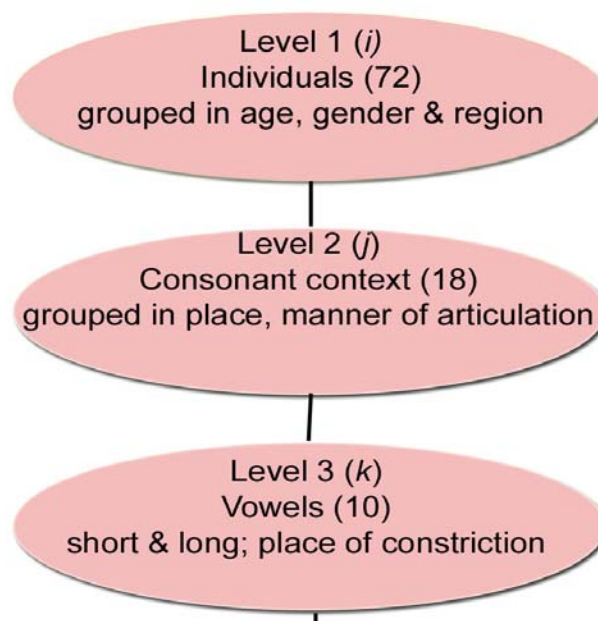 Level 1 (i)
Individuals (72)
grouped in age, gender & region
Level 2 (j)
Consonant context (18)
grouped in place, manner of articulation
Level 3 (k)
Vowels (10)
short & long; place of constriction